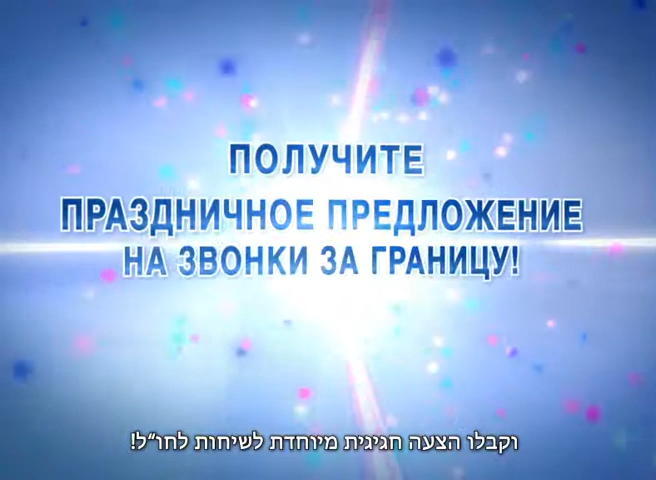 ПОЛУЧИТЕ
ПРАЗДНИЧНОЕ ПРЕДЛОЖЕНИЕ
НА ЗВОНКИ ЗА ГРАНИЦУ!
וקבלו הצעה חגיגית מיוחדת לשיחות לחו״ל!